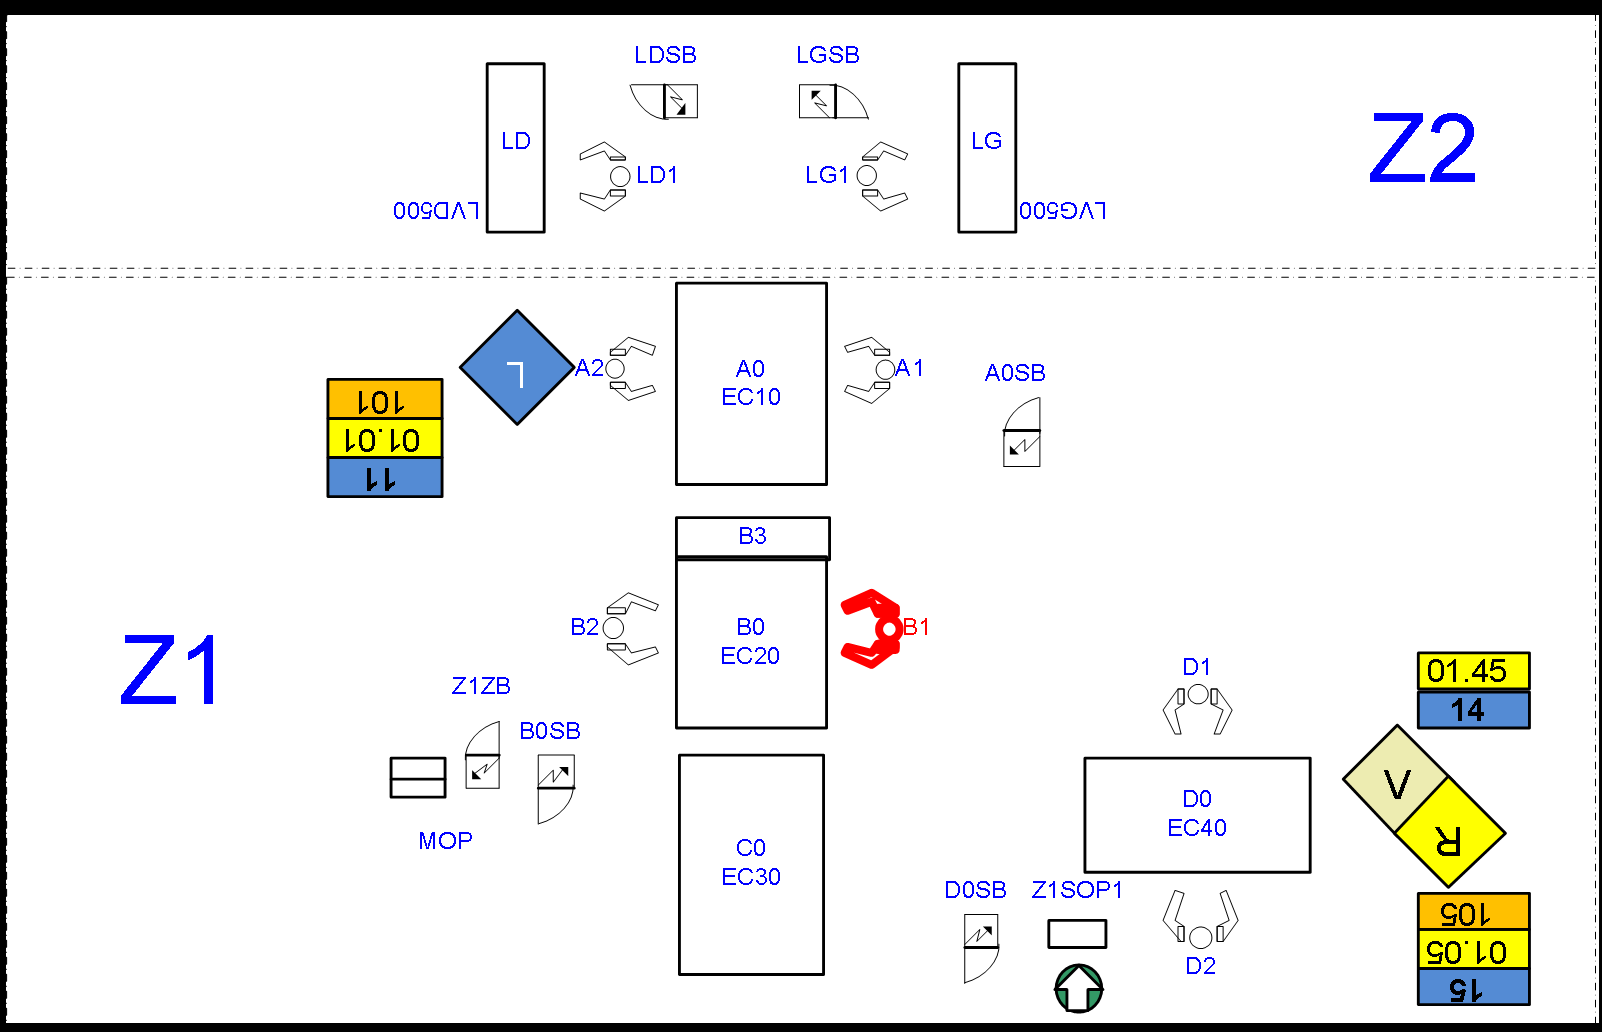 LDSB
LGSB
LD
LG
Z2
LD1
LG1
LVD500
LVG500
A2
A0
EC10
A1
A0SB
L
101
01.01
11
B3
B2
B0
EC20
B1
Z1
Z1ZB
B0SB
D1
01.45
14
MOP
C0
EC30
D0
EC40
V
R
D0SB
Z1SOP1
D2
105
01.05
15